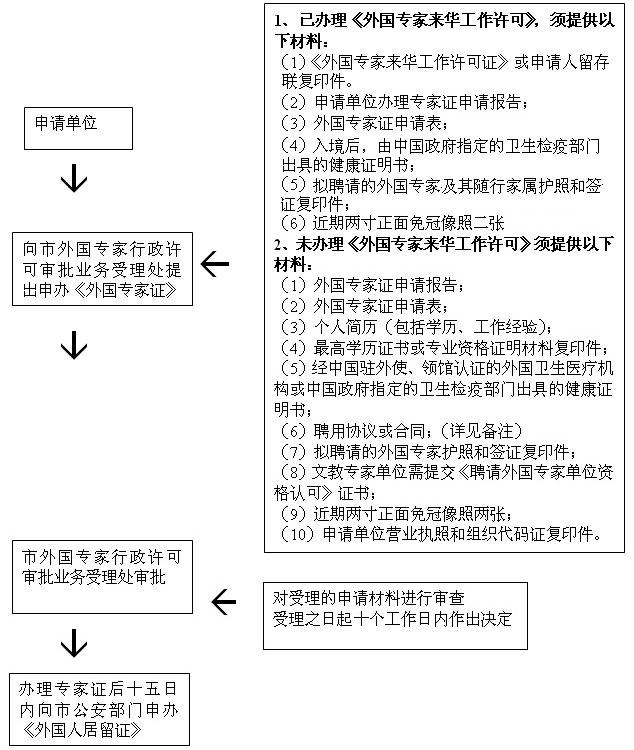 申请单位
向市外国专家行政许
可审批业务受理处提
出申办《外国专家证》
1、已办理《外国专家来华工作许可》，须提供以
下材料：
（1）《外国专家来华工作许可证》或申请人留存
联复印件。
（2）申请单位办理专家证申请报告；
（3）外国专家证申请表；
（4）入境后，由中国政府指定的卫生检疫部门
出具的健康证明书；
（5）拟聘请的外国专家及其随行家属护照和签
证复印件；
（6）近期两寸正面免冠像照二张
2、未办理《外国专家来华工作许可》须提供以下
材料：
（1）外国专家证申请报告；
（2）外国专家证申请表；
（3）个人简历（包括学历、工作经验）；
（4）最高学历证书或专业资格证明材料复印件；
（5）经中国驻外使、领馆认证的外国卫生医疗机
构或中国政府指定的卫生检疫部门出具的健康证
明书；
（6）聘用协议或合同；（详见备注）
（7）拟聘请的外国专家护照和签证复印件；
（8）文教专家单位需提交《聘请外国专家单位资
格认可》证书；
（9）近期两寸正面免冠像照两张；
（10）申请单位营业执照和组织代码证复印件。
市外国专家行政许可
审批业务受理处审批
对受理的申请材料进行审查
受理之日起十个工作日内作出决定
办理专家证后十五日
内向市公安部门申办
《外国人居留证》